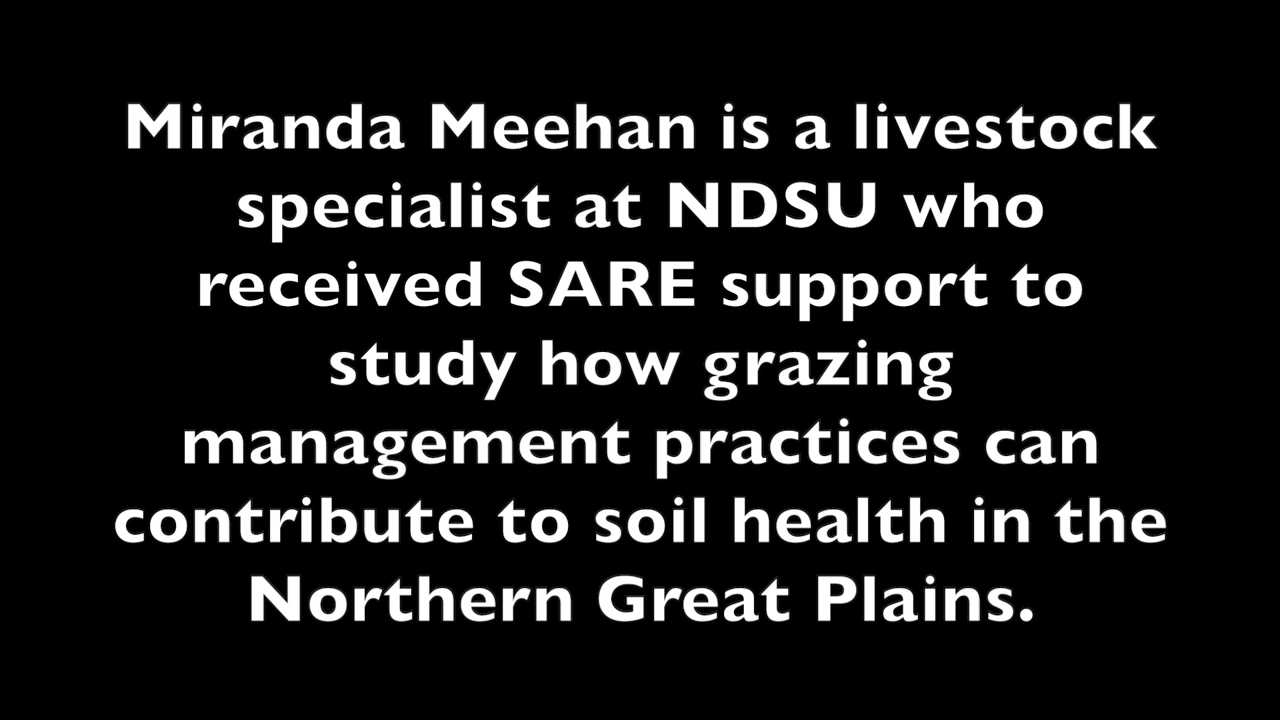 Miranda Meehan is a livestock
specialist at NDSU who
received SARE support to
study how grazing
management practices can
contribute to soil health in the
Northern Great Plains.